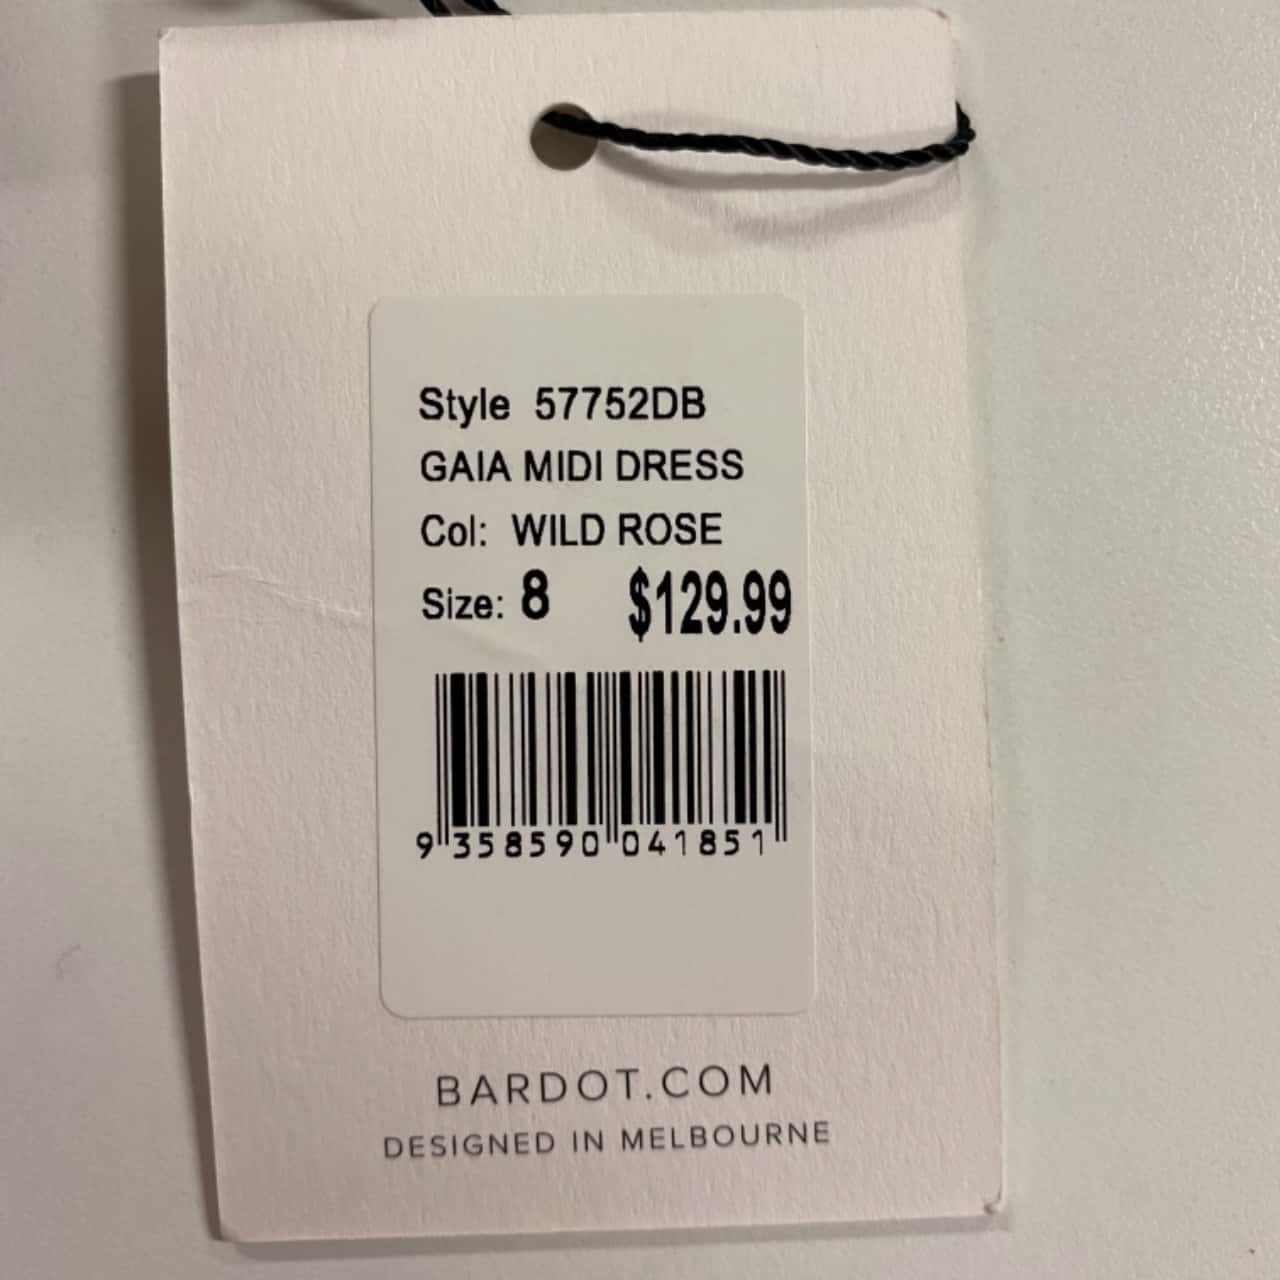 Style 57752DB
GAIA MIDI DRESS
Col: WILD ROSE
Size: 8 $129.99
9 358590 041851
BARDOT.COM
DESIGNED IN MELBOURNE